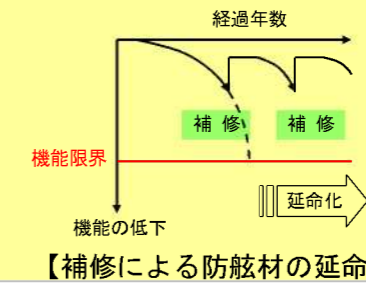 経過年数
補 修
補 修
機能限界
延命化
機能の低下
【補修による防舷材の延命